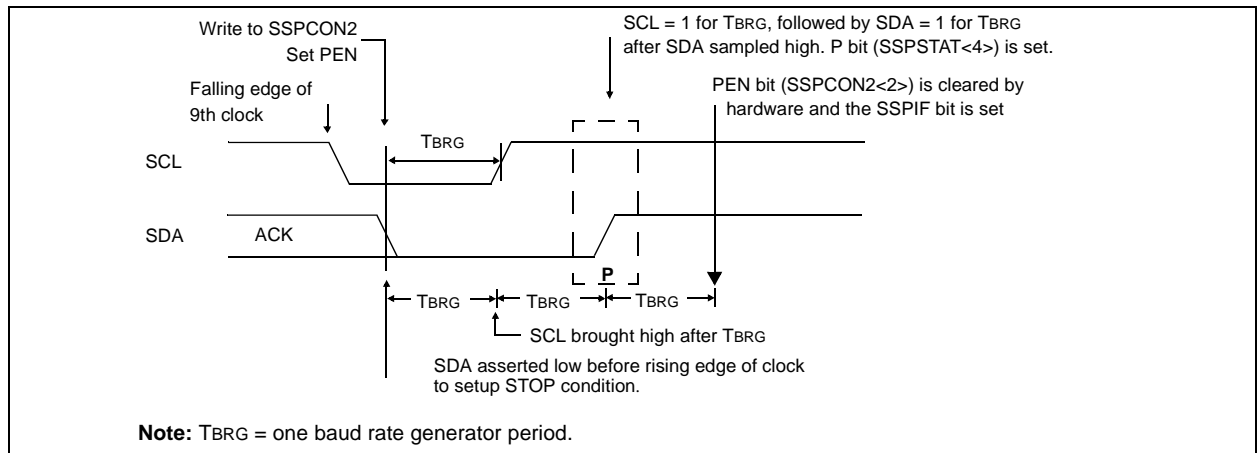 Write to SSPCON2
Set PEN
SCL = 1 for TBRG, followed by SDA = 1 for TBRG
after SDA sampled high. P bit (SSPSTAT<4>) is set.
Falling edge of
9th clock
PEN bit (SSPCON2<2>) is cleared by
hardware and the SSPIF bit is set
TBRG
SCL
SDA
ACK
P
TBRG
TBRG
TBRG
SCL brought high after TBRG
SDA asserted low before rising edge of clock
to setup STOP condition.
Note: TBRG = one baud rate generator period.